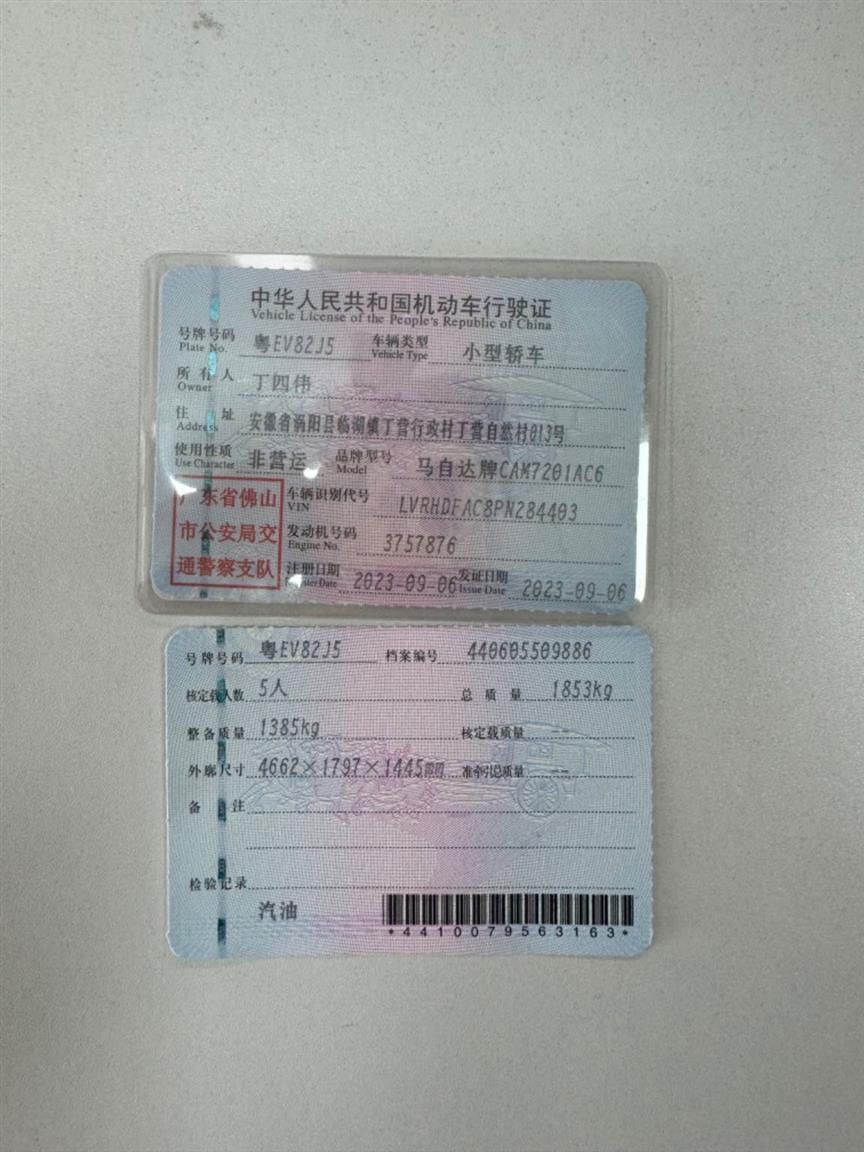 中华人民共和国机动车行驶证
Vehicle License of the People's Republic of China
号牌号码 粤EV82J5 车辆类型 小型轿车
Plate No. Vehicle Type
所有人 丁四伟
Owner
住址 安徽省涡阳县临湖镇丁营行政村丁营自然村013号
Address
使用性质 非营运 品牌型号 马自达牌CAM7201AC6
Use Character Model
广东省佛山
市公安局交
通警察支队
车辆识别代号 LVRHDFAC8PN284403
VIN
发动机号码 3757876
Engine No.
注册日期 2023-09-06 发证日期 2023-09-06
Register Date Issue Date
号牌号码 粤EV82J5 档案编号 440605509886
核定载人数 5人 总质量 1853kg
整备质量 1385kg 核定载质量 --
外廓尺寸 4662×1797×1445mm 准牵引总质量 --
备注
检验记录
汽油
*4410079563163*